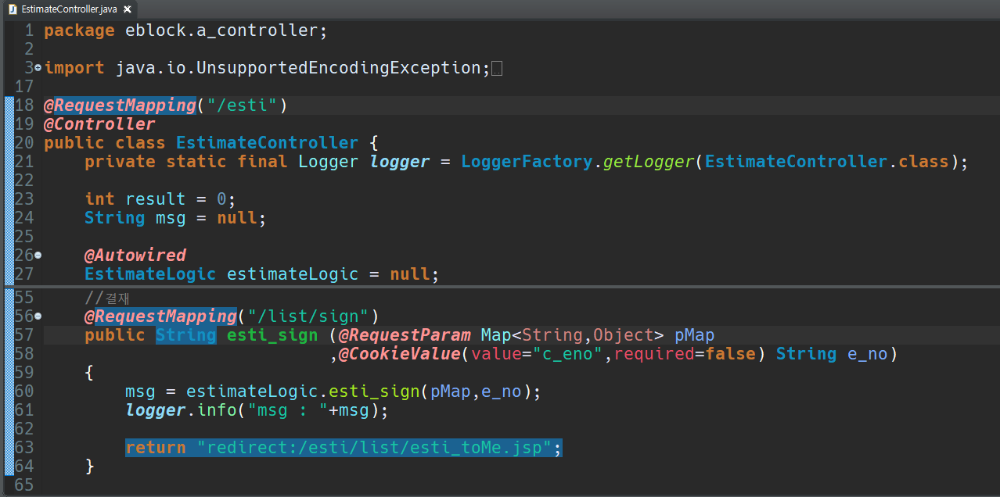 EstimateController.java
1 package eblock.a_controller;
2
3 import java.io.UnsupportedEncodingException;
17
18 @RequestMapping("/esti")
19 @Controller
20 public class EstimateController {
21     private static final Logger logger = LoggerFactory.getLogger(EstimateController.class);
22
23     int result = 0;
24     String msg = null;
25
26     @Autowired
27     EstimateLogic estimateLogic = null;
55     //결재
56     @RequestMapping("/list/sign")
57     public String esti_sign (@RequestParam Map<String,Object> pMap
58                             ,@CookieValue(value="c_eno",required=false) String e_no)
59     {
60         msg = estimateLogic.esti_sign(pMap,e_no);
61         logger.info("msg : "+msg);
62
63         return "redirect:/esti/list/esti_toMe.jsp";
64     }
65